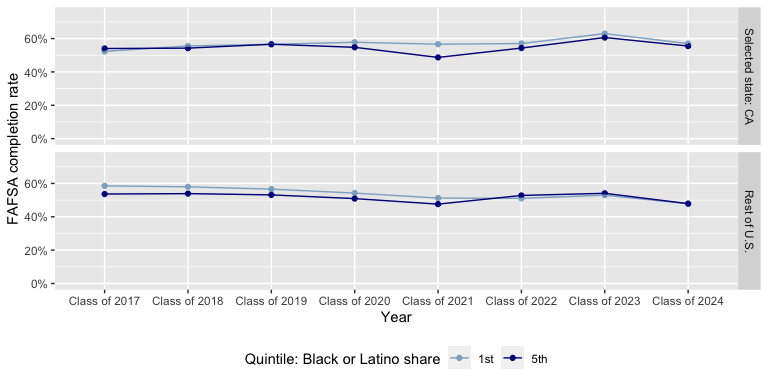 FAFSA completion rate
60%
40%
20%
0%
Selected state: CA
60%
40%
20%
0%
Rest of U.S.
Class of 2017 Class of 2018 Class of 2019 Class of 2020 Class of 2021 Class of 2022 Class of 2023 Class of 2024
Year
Quintile: Black or Latino share 1st 5th